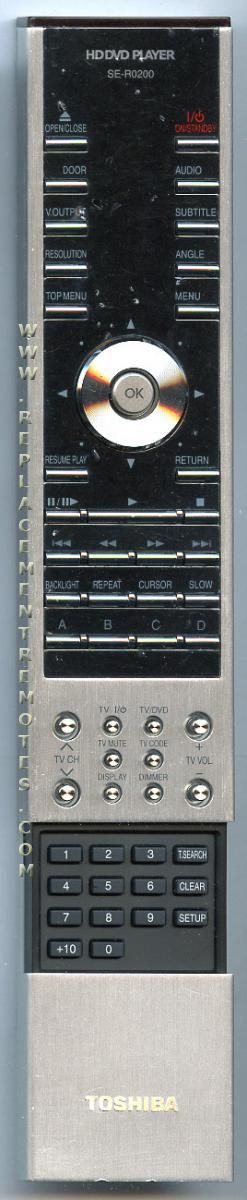 HD DVD PLAYER
SE-R0200
OPEN/CLOSE I/⏻ ON/STANDBY
DOOR AUDIO
V.OUTPUT SUBTITLE
RESOLUTION ANGLE
TOP MENU MENU
OK
RESUME PLAY RETURN
BACKLIGHT REPEAT CURSOR SLOW
A B C D
TV I/⏻ TV/DVD
TV CH TV MUTE TV CODE + TV VOL −
DISPLAY DIMMER
1 2 3 T.SEARCH
4 5 6 CLEAR
7 8 9 SETUP
+10 0
TOSHIBA
WWW.REPLACEMENTREMOTES.COM